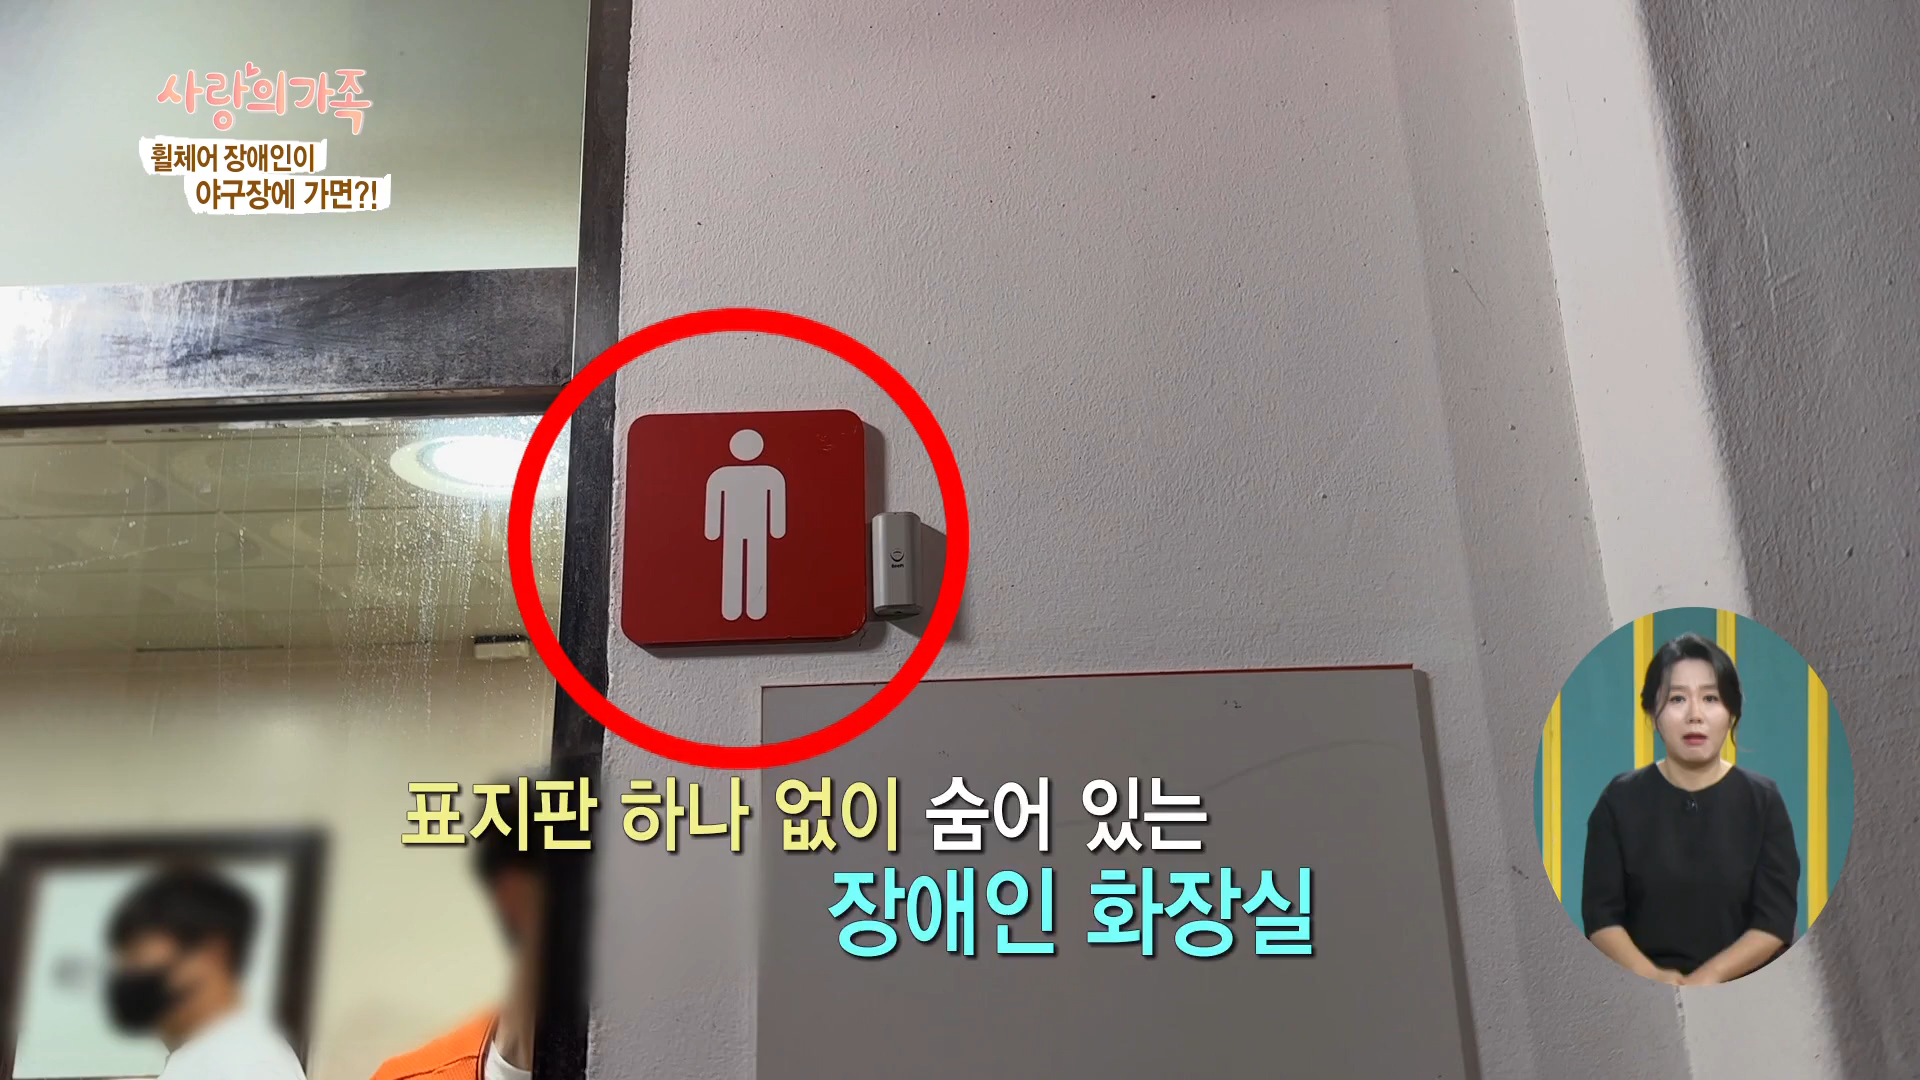 사랑의 가족
휠체어 장애인이
야구장에 가면?!
표지판 하나 없이 숨어 있는
장애인 화장실